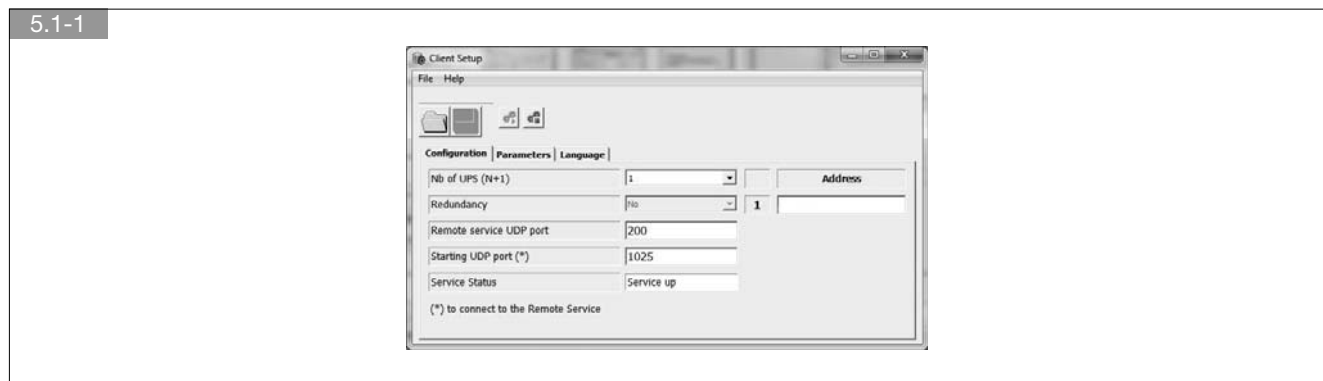 5.1-1
Client Setup
File Help
Configuration Parameters Language
Nb of UPS (N+1) 1 Address
Redundancy No 1
Remote service UDP port 200
Starting UDP port (*) 1025
Service Status Service up
(*) to connect to the Remote Service